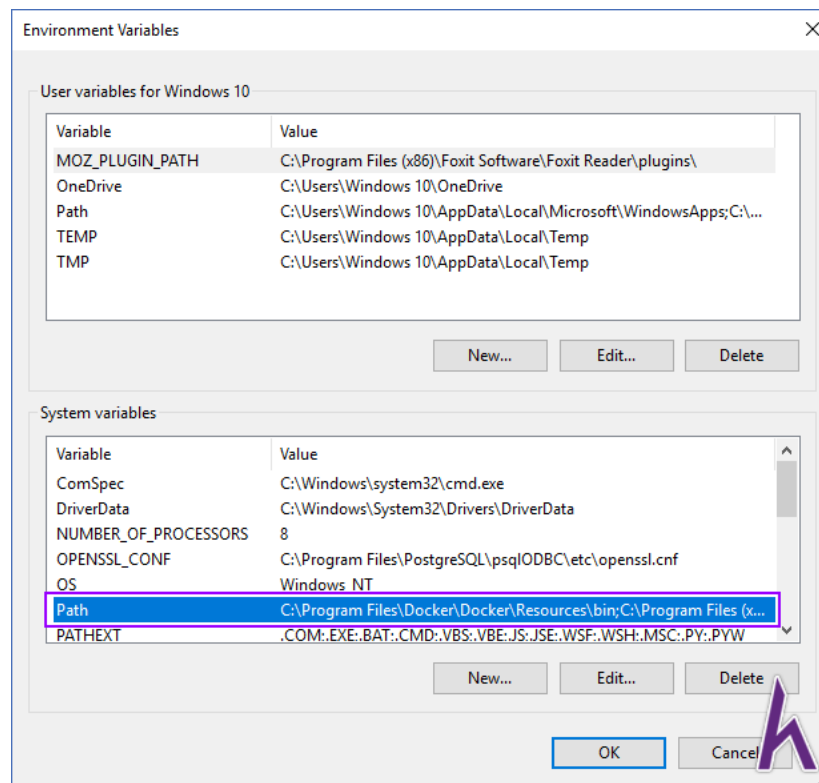 Environment Variables
User variables for Windows 10
Variable Value
MOZ_PLUGIN_PATH C:\Program Files (x86)\Foxit Software\Foxit Reader\plugins\
OneDrive C:\Users\Windows 10\OneDrive
Path C:\Users\Windows 10\AppData\Local\Microsoft\WindowsApps;C:\...
TEMP C:\Users\Windows 10\AppData\Local\Temp
TMP C:\Users\Windows 10\AppData\Local\Temp
New... Edit... Delete
System variables
Variable Value
ComSpec C:\Windows\system32\cmd.exe
DriverData C:\Windows\System32\Drivers\DriverData
NUMBER_OF_PROCESSORS 8
OPENSSL_CONF C:\Program Files\PostgreSQL\psqlODBC\etc\openssl.cnf
OS Windows_NT
Path C:\Program Files\Docker\Docker\Resources\bin;C:\Program Files (x...
PATHEXT .COM;.EXE;.BAT;.CMD;.VBS;.VBE;.JS;.JSE;.WSF;.WSH;.MSC;.PY;.PYW
New... Edit... Delete
OK Cancel
h